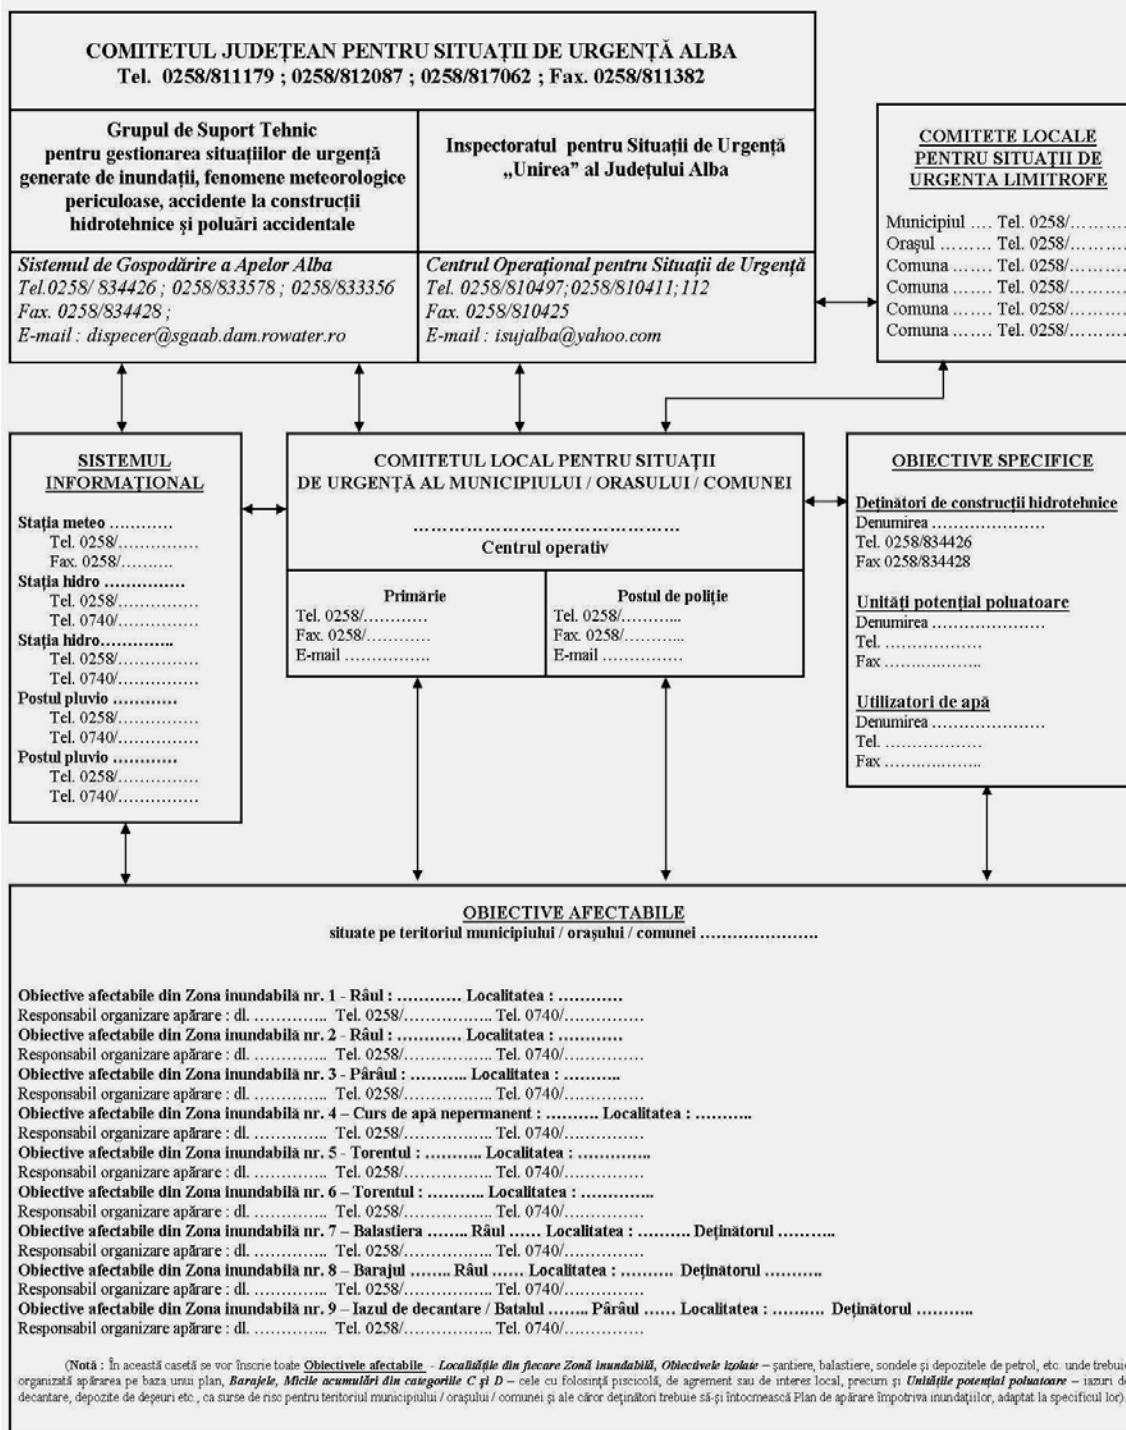 COMITETUL JUDEȚEAN PENTRU SITUAȚII DE URGENȚĂ ALBA
Tel. 0258/811179 ; 0258/812087 ; 0258/817062 ; Fax. 0258/811382
Grupul de Suport Tehnic
pentru gestionarea situațiilor de urgență
generate de inundații, fenomene meteorologice
periculoase, accidente la construcții
hidrotehnice şi poluări accidentale
Inspectoratul pentru Situații de Urgență
„Unirea” al Județului Alba
Sistemul de Gospodărire a Apelor Alba
Tel.0258/ 834426 ; 0258/833578 ; 0258/833356
Fax. 0258/834428 ;
E-mail : dispecer@sgaab.dam.rowater.ro
Centrul Operațional pentru Situații de Urgență
Tel. 0258/810497;0258/810411;112
Fax. 0258/810425
E-mail : isujalba@yahoo.com
COMITETE LOCALE
PENTRU SITUAȚII DE
URGENTA LIMITROFE
Municipiul .... Tel. 0258/.........
Oraşul ......... Tel. 0258/.........
Comuna ....... Tel. 0258/.........
Comuna ....... Tel. 0258/.........
Comuna ....... Tel. 0258/.........
Comuna ....... Tel. 0258/.........
SISTEMUL
INFORMAȚIONAL
Stația meteo ............
Tel. 0258/...............
Fax. 0258/..........
Stația hidro ...............
Tel. 0258/...............
Tel. 0740/...............
Stația hidro..............
Tel. 0258/...............
Tel. 0740/...............
Postul pluvio ............
Tel. 0258/...............
Tel. 0740/...............
Postul pluvio ............
Tel. 0258/...............
Tel. 0740/...............
COMITETUL LOCAL PENTRU SITUAȚII
DE URGENȚĂ AL MUNICIPIULUI / ORASULUI / COMUNEI
............................................
Centrul operativ
Primărie
Tel. 0258/............
Fax. 0258/............
E-mail ................
Postul de poliție
Tel. 0258/..........
Fax. 0258/..........
E-mail ...............
OBIECTIVE SPECIFICE
Deținători de construcții hidrotehnice
Denumirea .....................
Tel. 0258/834426
Fax 0258/834428
Unități potențial poluatoare
Denumirea .....................
Tel. ..................
Fax ..................
Utilizatori de apă
Denumirea .....................
Tel. ..................
Fax ..................
OBIECTIVE AFECTABILE
situate pe teritoriul municipiului / oraşului / comunei ......................
Obiective afectabile din Zona inundabilă nr. 1 - Râul : ............ Localitatea : ............
Responsabil organizare apărare : dl. .............. Tel. 0258/................. Tel. 0740/...............
Obiective afectabile din Zona inundabilă nr. 2 - Râul : ............ Localitatea : ............
Responsabil organizare apărare : dl. .............. Tel. 0258/................. Tel. 0740/...............
Obiective afectabile din Zona inundabilă nr. 3 - Pârâul : ........... Localitatea : ...........
Responsabil organizare apărare : dl. .............. Tel. 0258/................. Tel. 0740/...............
Obiective afectabile din Zona inundabilă nr. 4 – Curs de apă nepermanent : .......... Localitatea : ...........
Responsabil organizare apărare : dl. .............. Tel. 0258/................. Tel. 0740/...............
Obiective afectabile din Zona inundabilă nr. 5 - Torentul : ........... Localitatea : ..............
Responsabil organizare apărare : dl. .............. Tel. 0258/................. Tel. 0740/...............
Obiective afectabile din Zona inundabilă nr. 6 – Torentul : ........... Localitatea : ..............
Responsabil organizare apărare : dl. .............. Tel. 0258/................. Tel. 0740/...............
Obiective afectabile din Zona inundabilă nr. 7 – Balastiera ........ Râul ...... Localitatea : .......... Deținătorul ...........
Responsabil organizare apărare : dl. .............. Tel. 0258/................. Tel. 0740/...............
Obiective afectabile din Zona inundabilă nr. 8 – Barajul ........ Râul ...... Localitatea : .......... Deținătorul ...........
Responsabil organizare apărare : dl. .............. Tel. 0258/................. Tel. 0740/...............
Obiective afectabile din Zona inundabilă nr. 9 – Iazul de decantare / Batalul ........ Pârâul ...... Localitatea : .......... Deținătorul ...........
Responsabil organizare apărare : dl. .............. Tel. 0258/................. Tel. 0740/...............
(Notă : În această casetă se vor înscrie toate Obiectivele afectabile - Localitățile din fiecare Zonă inundabilă, Obiectivele izolate – şantiere, balastiere, sondele şi depozitele de petrol, etc. unde trebuie
organizată apărarea pe baza unui plan, Barajele, Micile acumulări din categoriile C şi D – cele cu folosință piscicolă, de agrement sau de interes local, precum şi Unitățile potențial poluatoare – iazuri de
decantare, depozite de deşeuri etc., ca surse de risc pentru teritoriul municipiului / oraşului / comunei şi ale căror deținători trebuie să-şi întocmească Plan de apărare împotriva inundațiilor, adaptat la specificul lor)